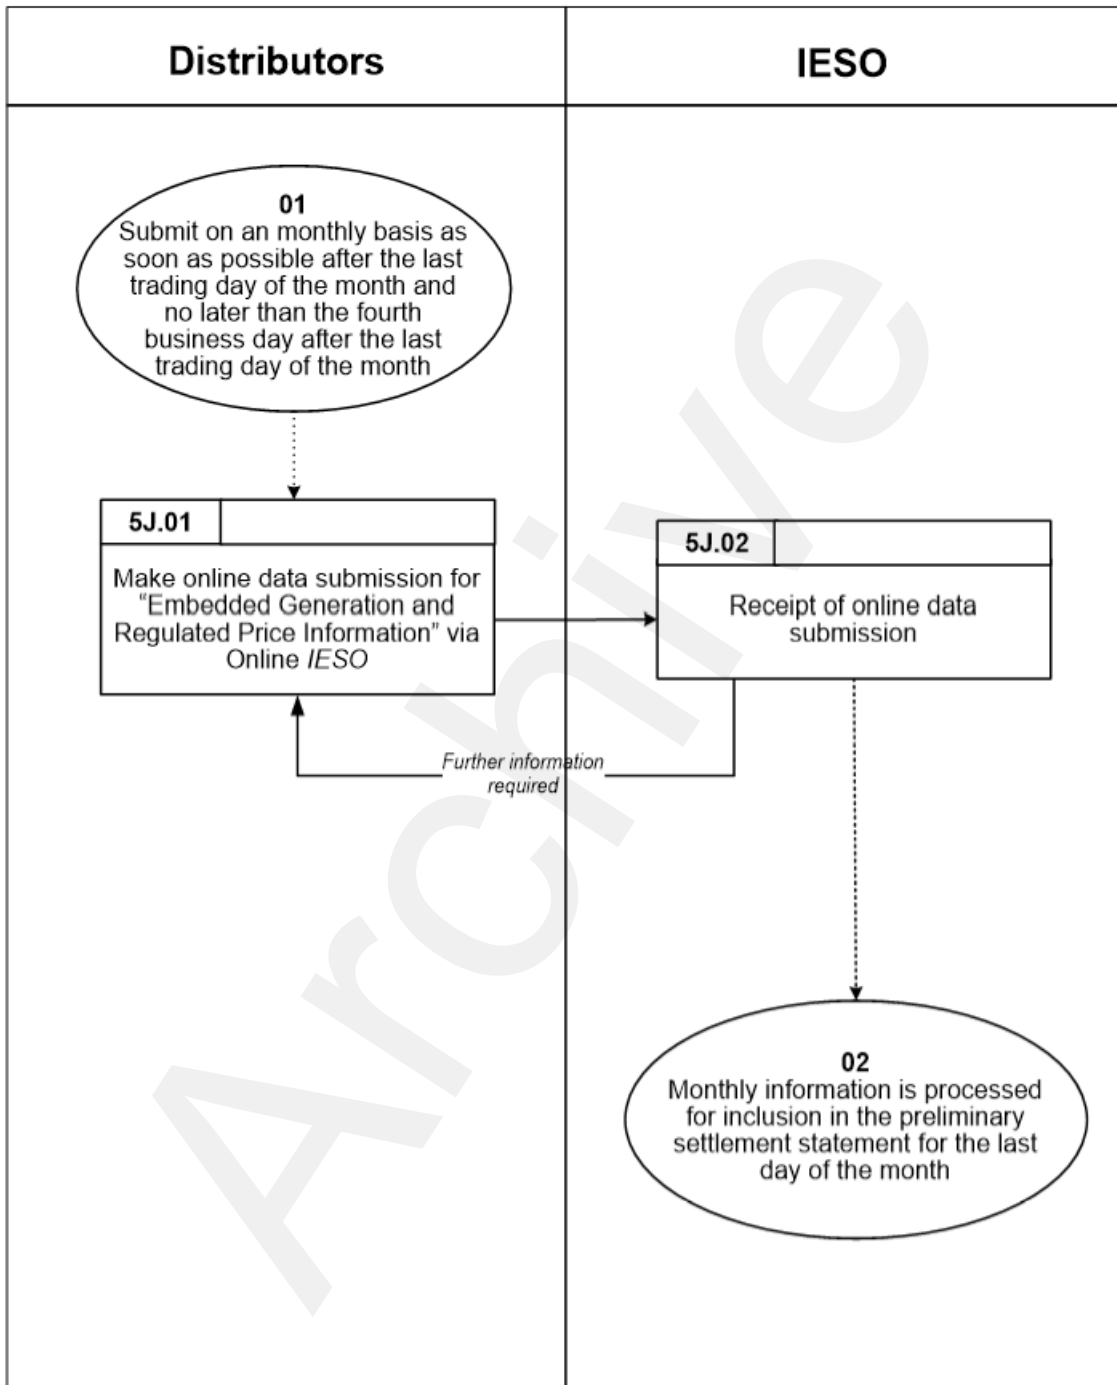 Distributors
IESO
01
Submit on an monthly basis as
soon as possible after the last
trading day of the month and
no later than the fourth
business day after the last
trading day of the month
5J.01
Make online data submission for
“Embedded Generation and
Regulated Price Information” via
Online IESO
5J.02
Receipt of online data
submission
Further information
required
02
Monthly information is processed
for inclusion in the preliminary
settlement statement for the last
day of the month
Archive